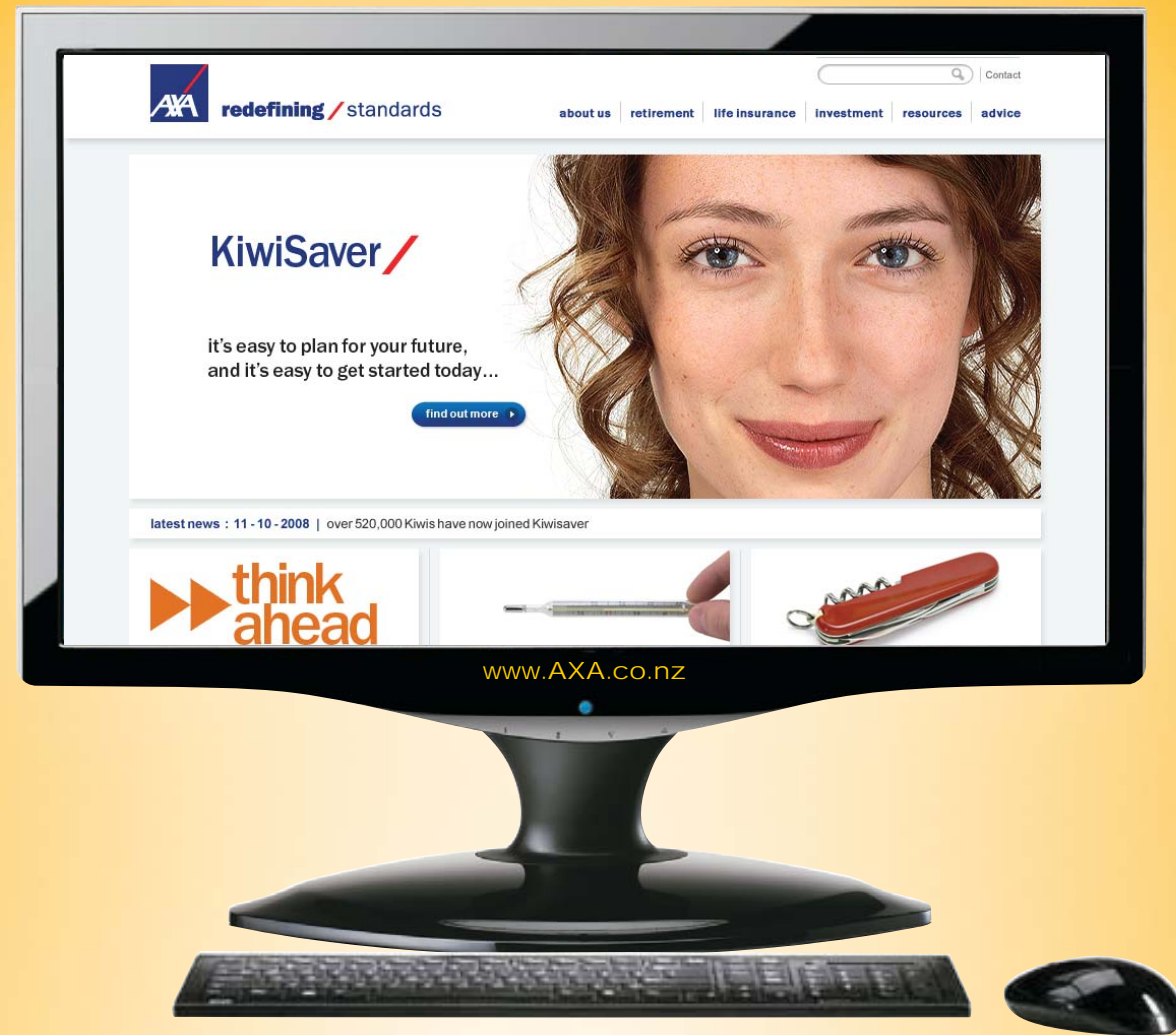 Contact
AXA
redefining / standards
about us
retirement
life insurance
investment
resources
advice
KiwiSaver
it's easy to plan for your future,
and it's easy to get started today...
find out more
latest news : 11 - 10 - 2008 | over 520,000 Kiwis have now joined Kiwisaver
think
ahead
www.AXA.co.nz